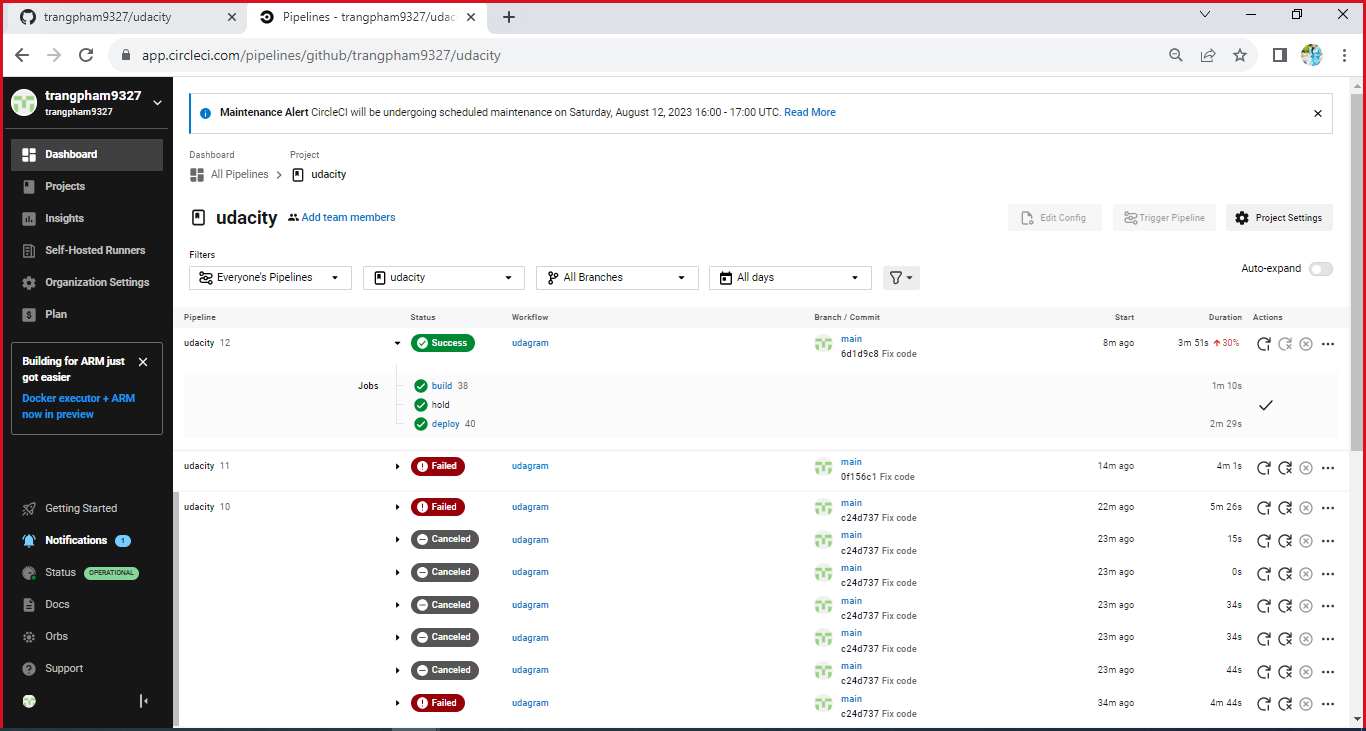 trangpham9327/udacity
Pipelines - trangpham9327/udac
app.circleci.com/pipelines/github/trangpham9327/udacity
trangpham9327
trangpham9327
Dashboard
Projects
Insights
Self-Hosted Runners
Organization Settings
Plan
Building for ARM just
got easier
Docker executor + ARM
now in preview
Getting Started
Notifications 1
Status OPERATIONAL
Docs
Orbs
Support
Maintenance Alert CircleCI will be undergoing scheduled maintenance on Saturday, August 12, 2023 16:00 - 17:00 UTC. Read More
Dashboard Project
All Pipelines udacity
udacity Add team members
Edit Config Trigger Pipeline Project Settings
Filters
Everyone's Pipelines udacity All Branches All days
Auto-expand
Pipeline Status Workflow Branch / Commit Start Duration Actions
udacity 12 Success udagram main 8m ago 3m 51s 30%
6d1d9c8 Fix code
Jobs build 38 1m 10s
hold
deploy 40 2m 29s
udacity 11 Failed udagram main 14m ago 4m 1s
0f156c1 Fix code
udacity 10 Failed udagram main 22m ago 5m 26s
c24d737 Fix code
Canceled udagram main 23m ago 15s
c24d737 Fix code
Canceled udagram main 23m ago 0s
c24d737 Fix code
Canceled udagram main 23m ago 34s
c24d737 Fix code
Canceled udagram main 23m ago 34s
c24d737 Fix code
Canceled udagram main 23m ago 44s
c24d737 Fix code
Failed udagram main 34m ago 4m 44s
c24d737 Fix code